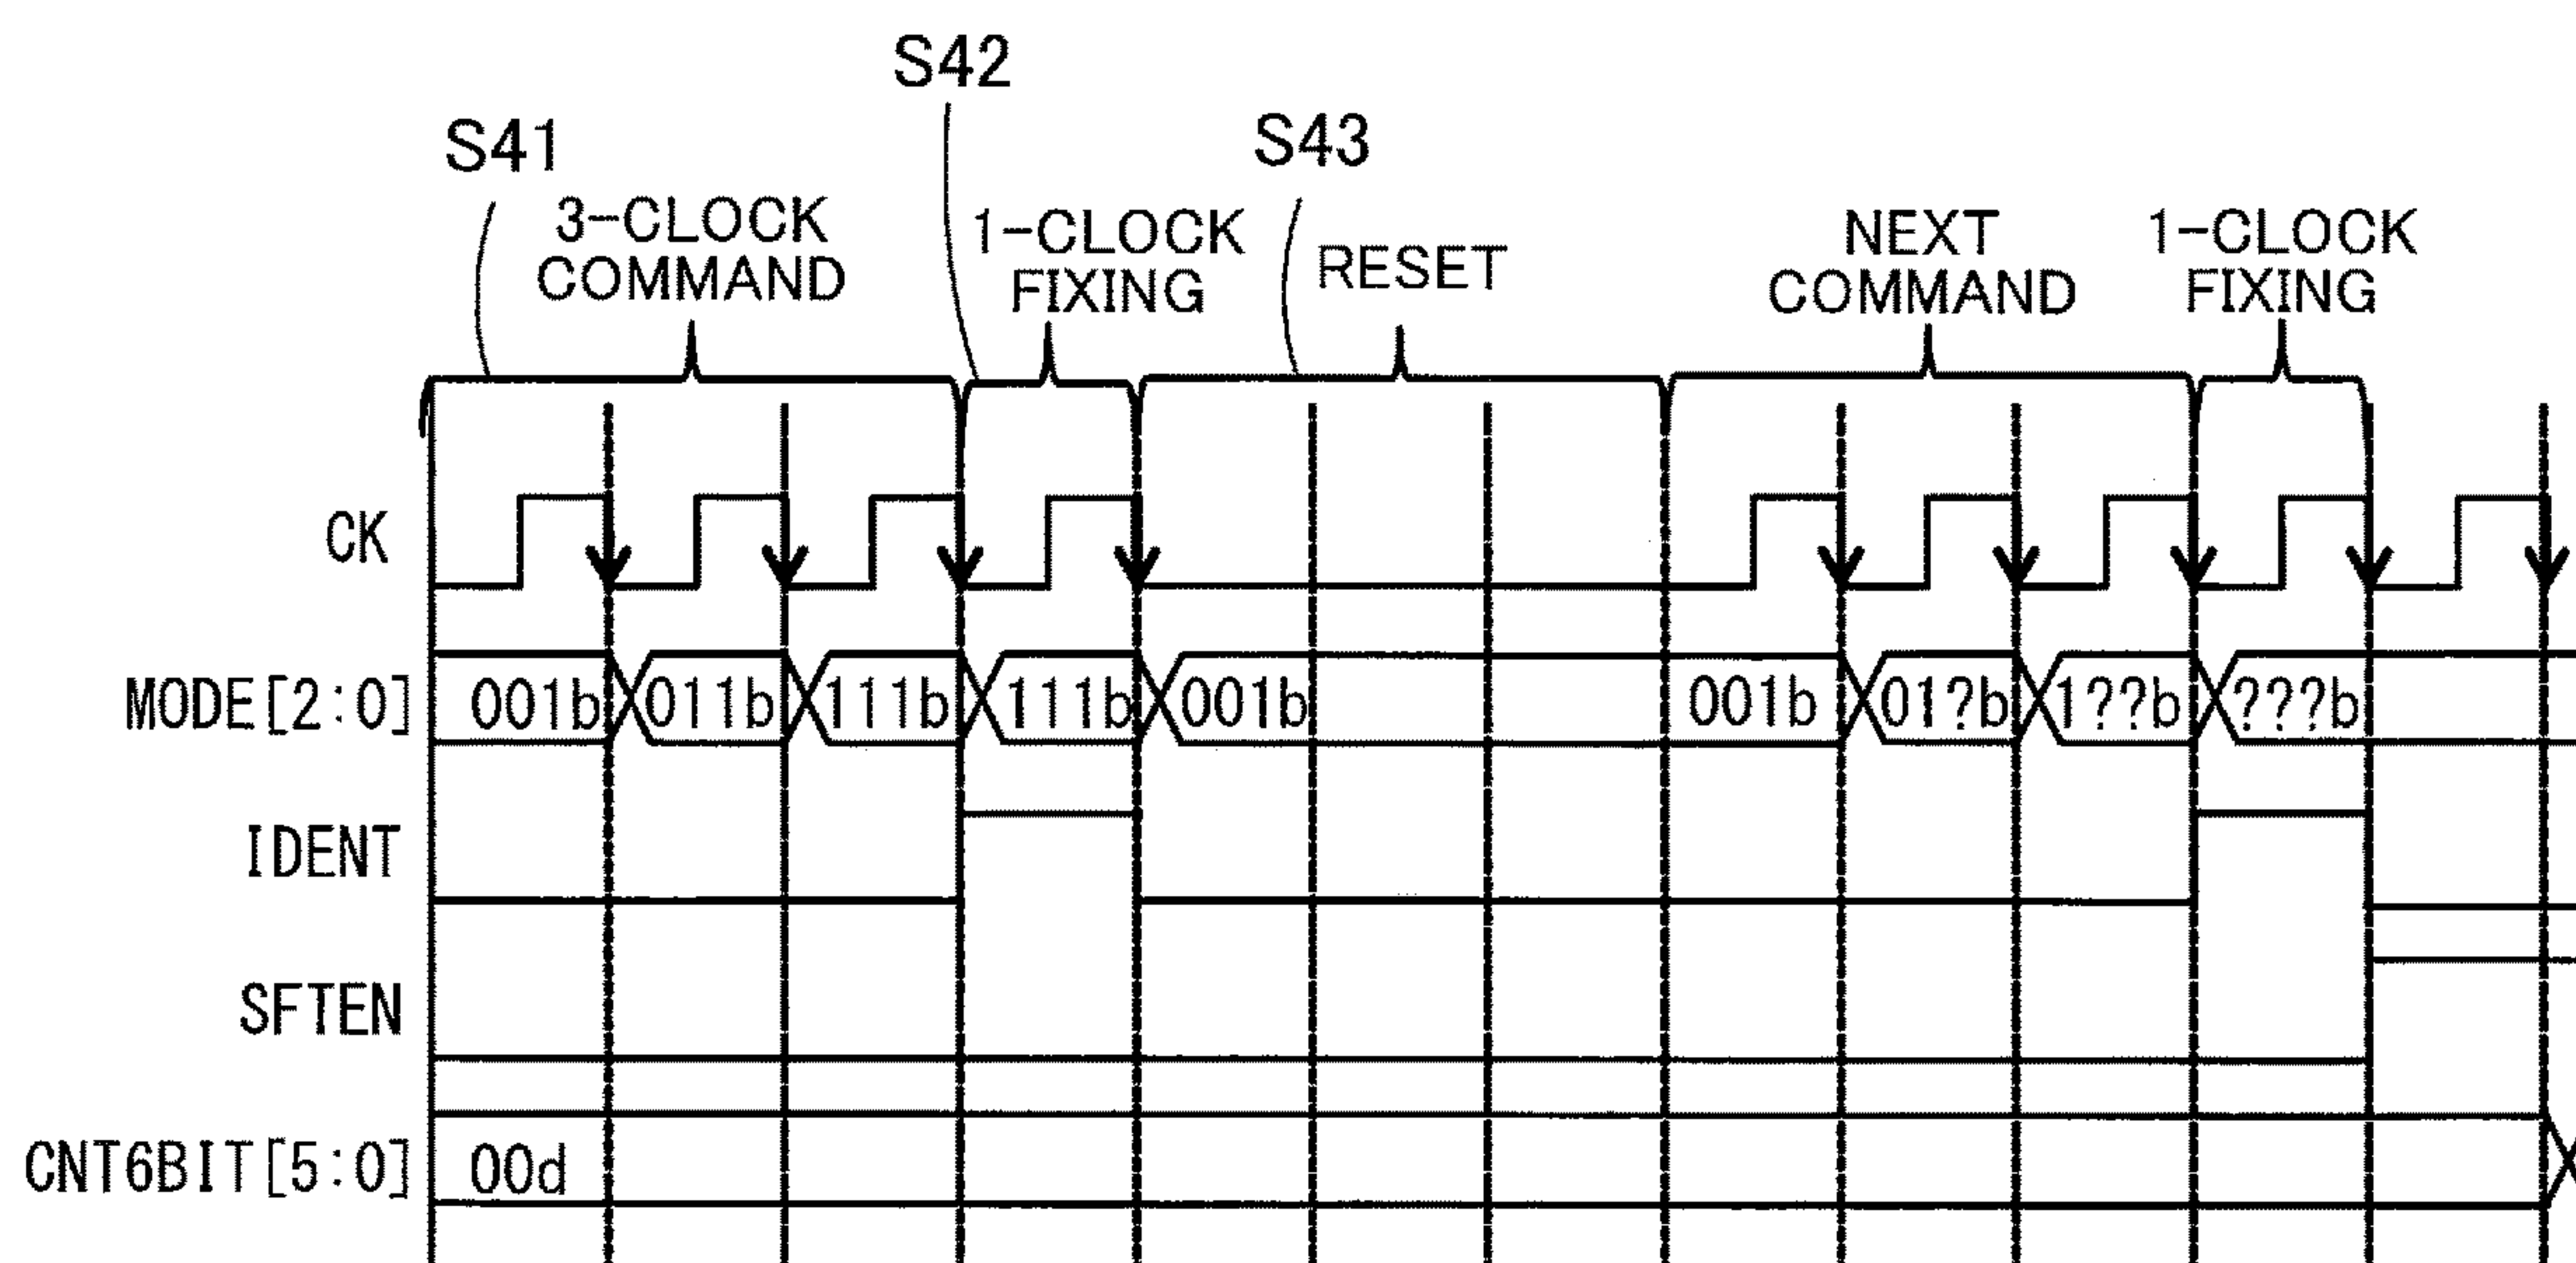 S42
S41
S43
3-CLOCK
COMMAND
1-CLOCK
FIXING
RESET
NEXT
COMMAND
1-CLOCK
FIXING
CK
MODE[2:0] 001b 011b 111b 111b 001b 001b 01?b 1??b ???b
IDENT
SFTEN
CNT6BIT[5:0] 00d